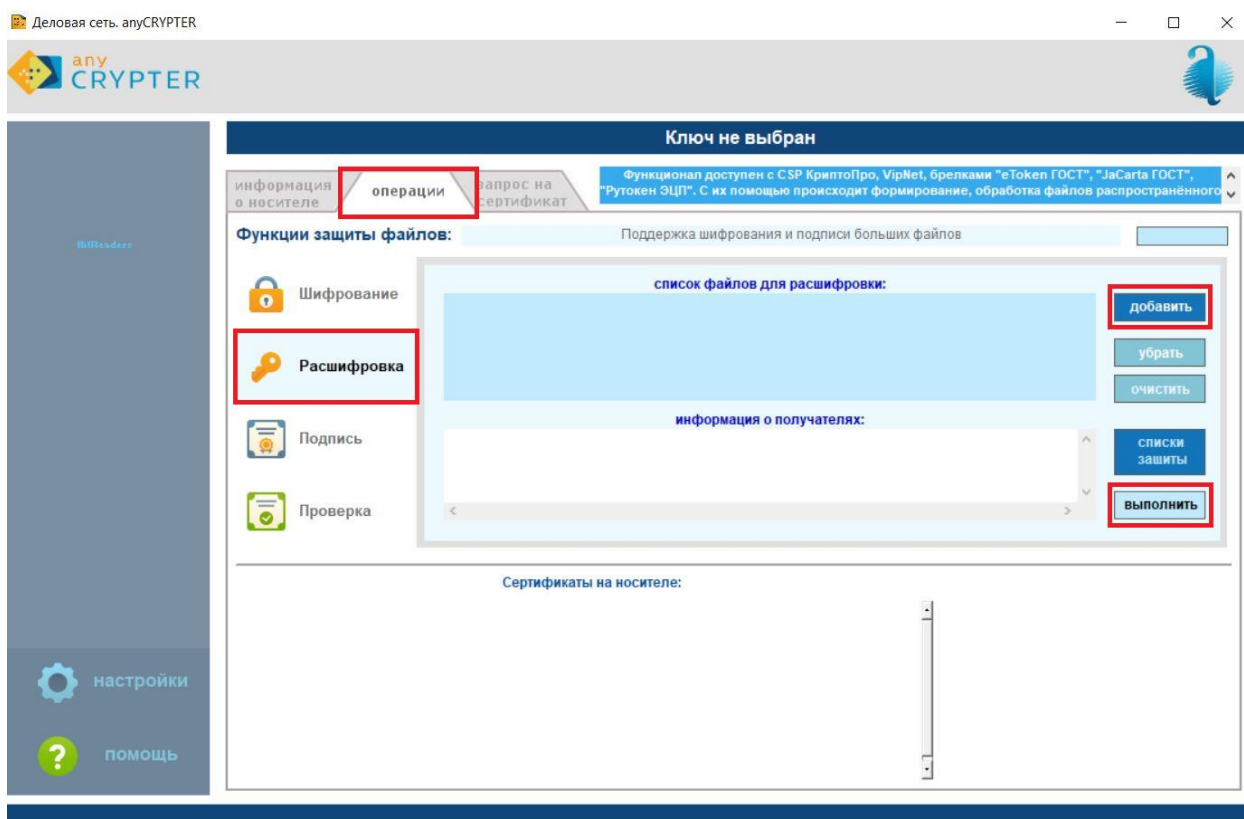 Деловая сеть. anyCRYPTER
any
CRYPTER
Ключ не выбран
информация
о носителе
операции
запрос на
сертификат
Функционал доступен с CSP КриптоПро, VipNet, брелками "eToken ГОСТ", "JaCarta ГОСТ",
"Рутокен ЭЦП". С их помощью происходит формирование, обработка файлов распространённого
lblReaders
Функции защиты файлов:
Поддержка шифрования и подписи больших файлов
Шифрование
Расшифровка
Подпись
Проверка
список файлов для расшифровки:
добавить
убрать
очистить
информация о получателях:
списки
зашиты
выполнить
Сертификаты на носителе:
настройки
помощь